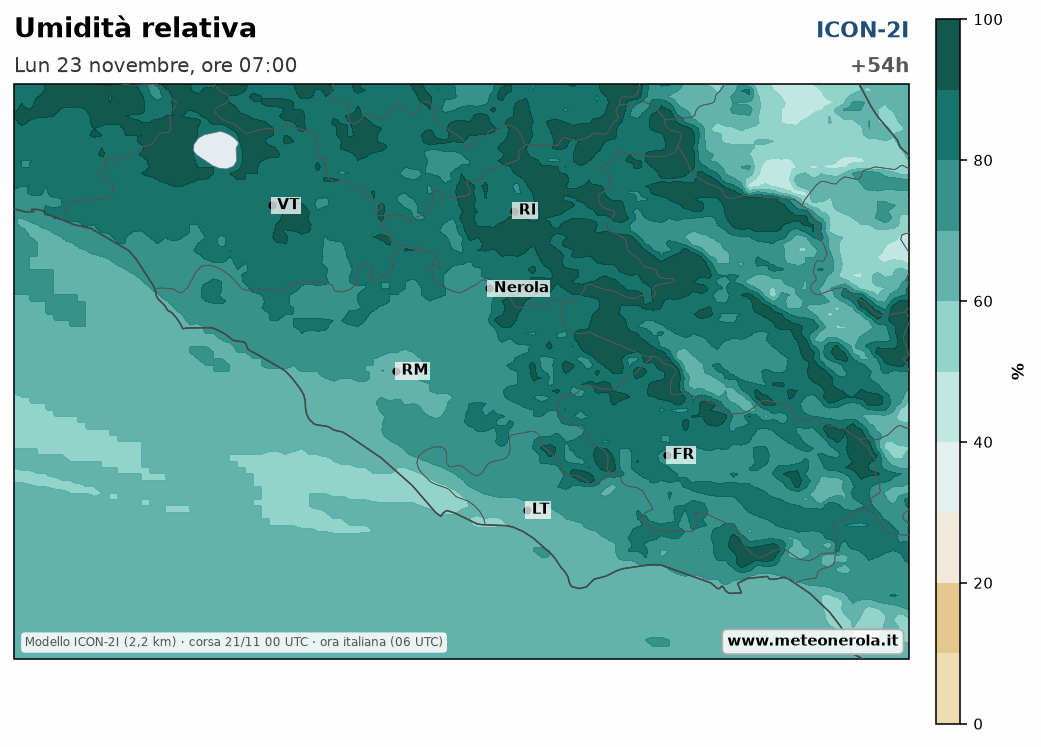 Umidità relativa
ICON-2I
Lun 23 novembre, ore 07:00
+54h
100
80
60
40
20
0
%
VT
RI
Nerola
RM
FR
LT
Modello ICON-2I (2,2 km) · corsa 21/11 00 UTC · ora italiana (06 UTC)
www.meteonerola.it